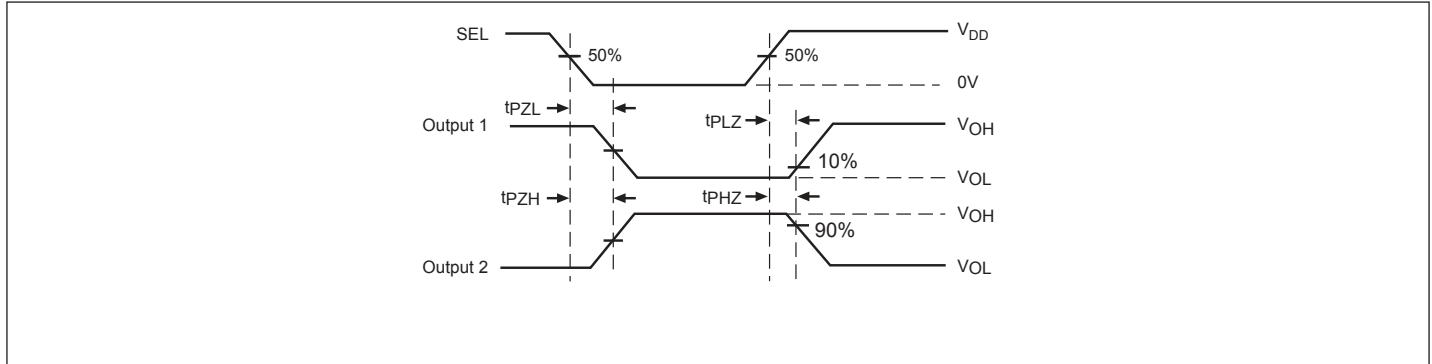 SEL
VDD
50%
50%
0V
tPZL
tPLZ
Output 1
VOH
10%
VOL
tPZH
tPHZ
VOH
90%
Output 2
VOL